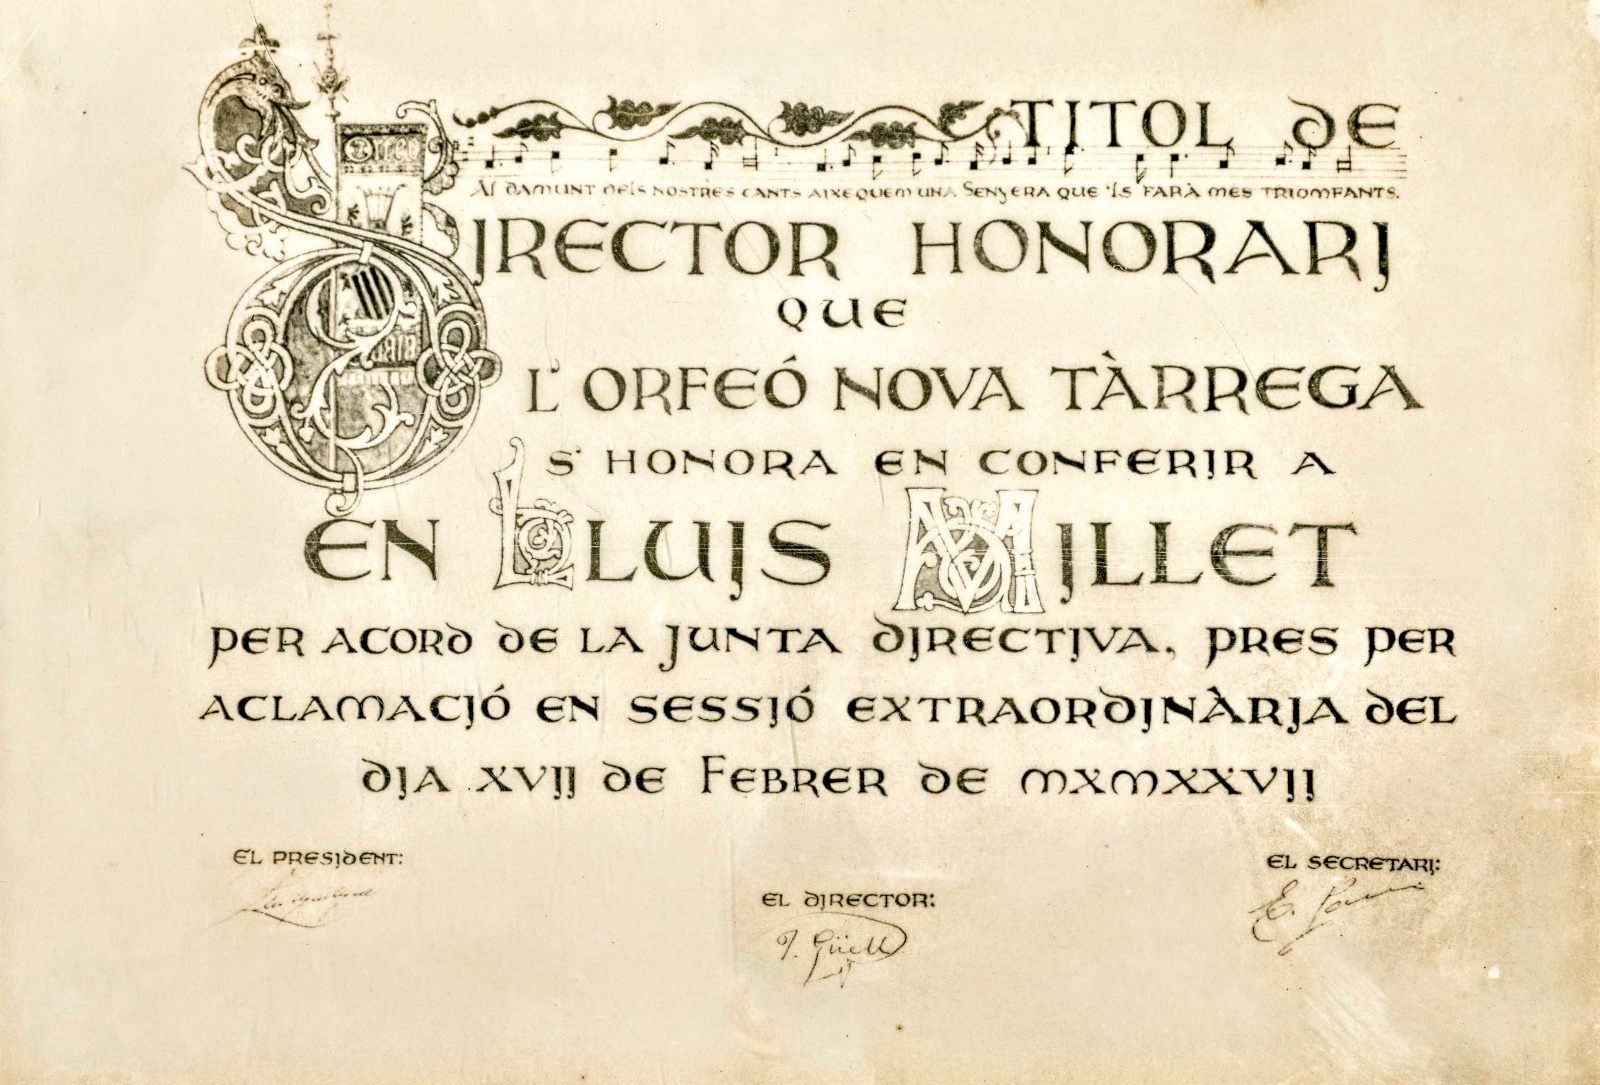 TITOL DE
AL DAMUNT DELS NOSTRES CANTS AIXEQUEM UNA SENYERA QUE 'LS FARÀ MES TRIOMFANTS.
DIRECTOR HONORARI
QUE
L'ORFEÓ NOVA TÀRREGA
S'HONORA EN CONFERIR A
EN LLUIS MILLET
PER ACORD DE LA JUNTA DIRECTIVA, PRES PER
ACLAMACIÓ EN SESSIÓ EXTRAORDINÀRIA DEL
DIA XVII DE FEBRER DE MXMXXVII
EL PRESIDENT:
EL SECRETARI:
EL DIRECTOR:
J. Güell